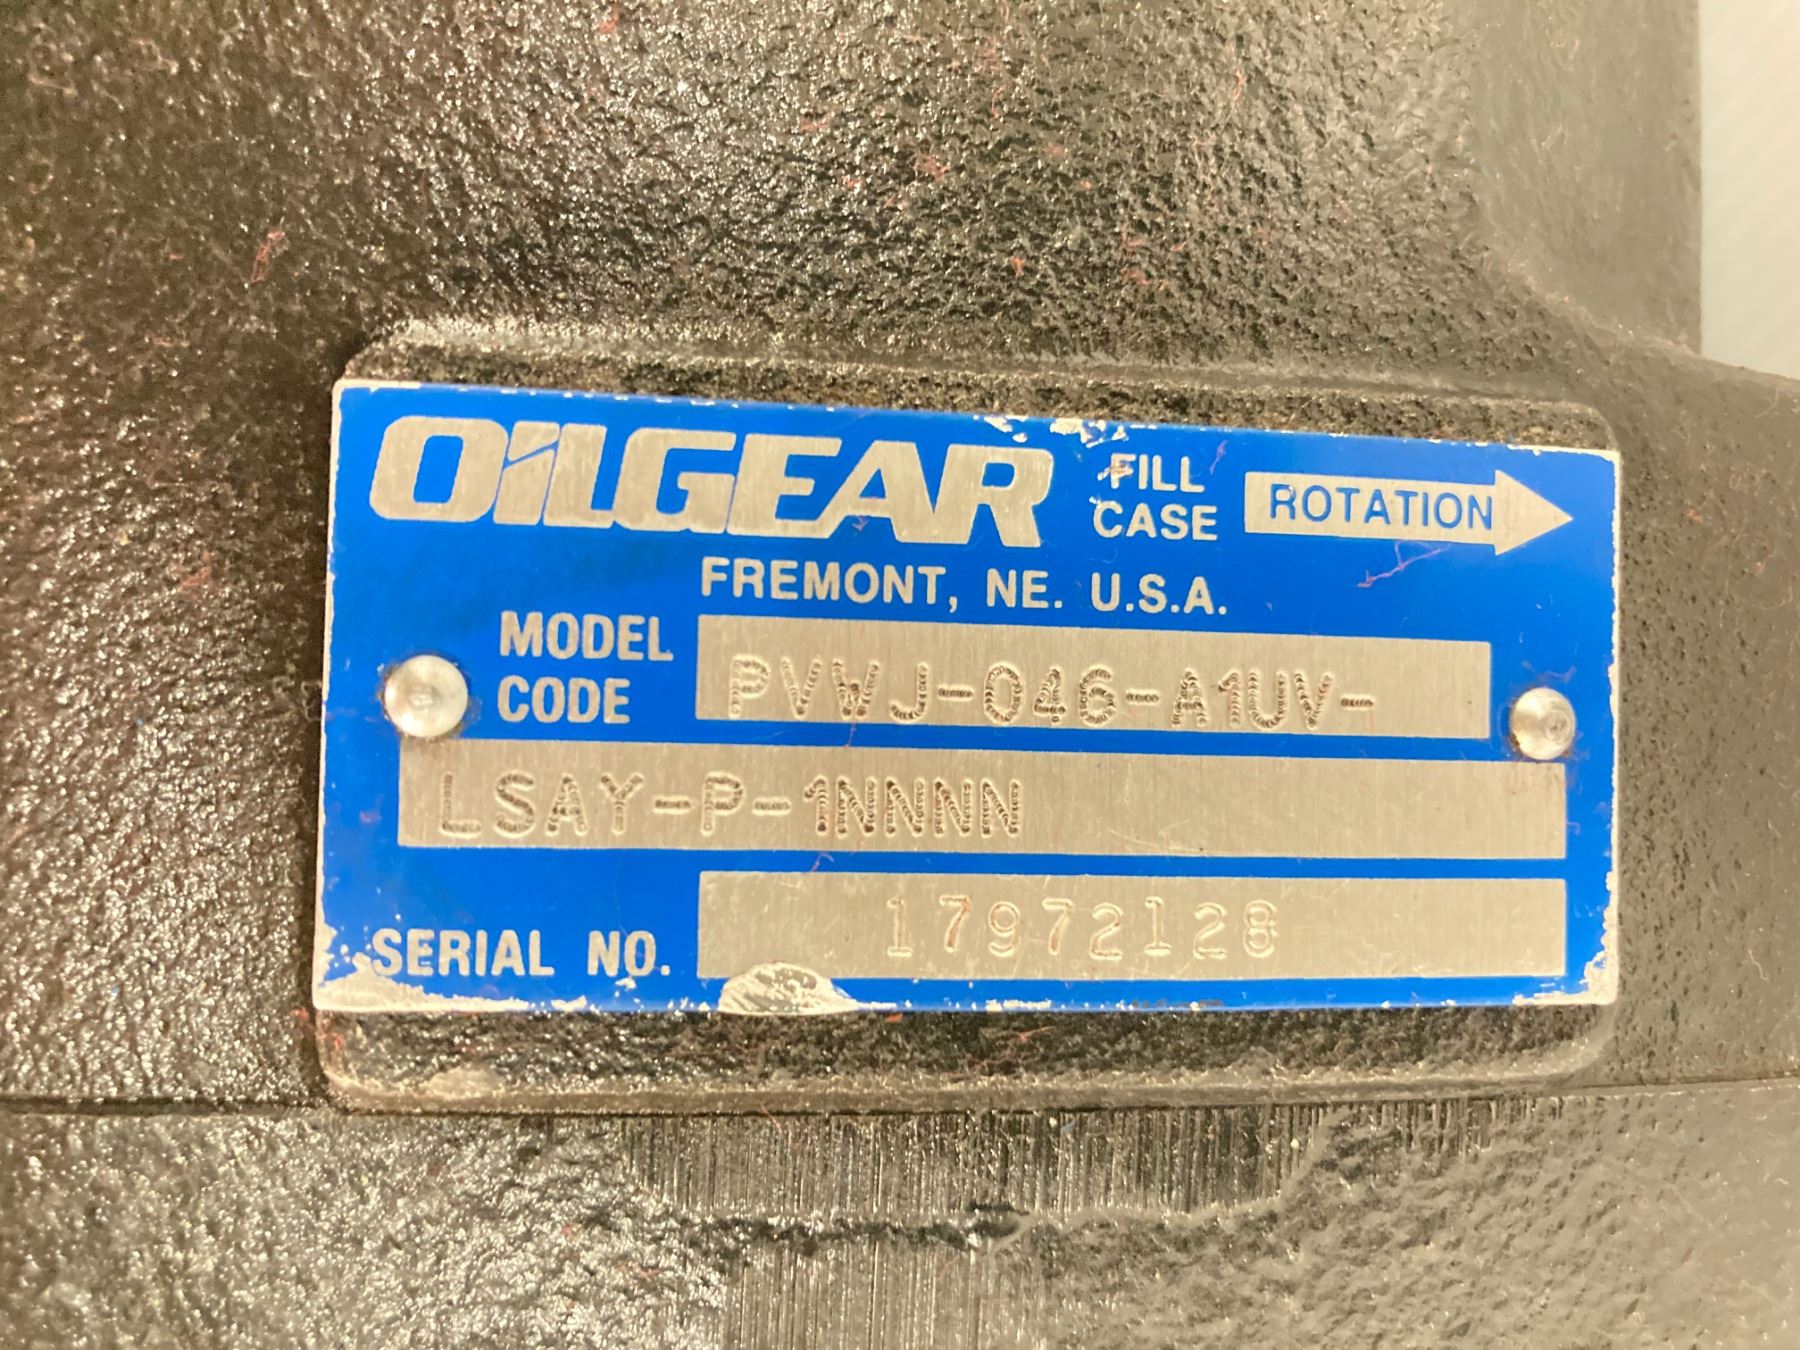 OILGEAR FILL CASE ROTATION
FREMONT, NE. U.S.A.
MODEL CODE PVWJ-046-A1UV-
LSAY-P-1NNNN
SERIAL NO. 17972128